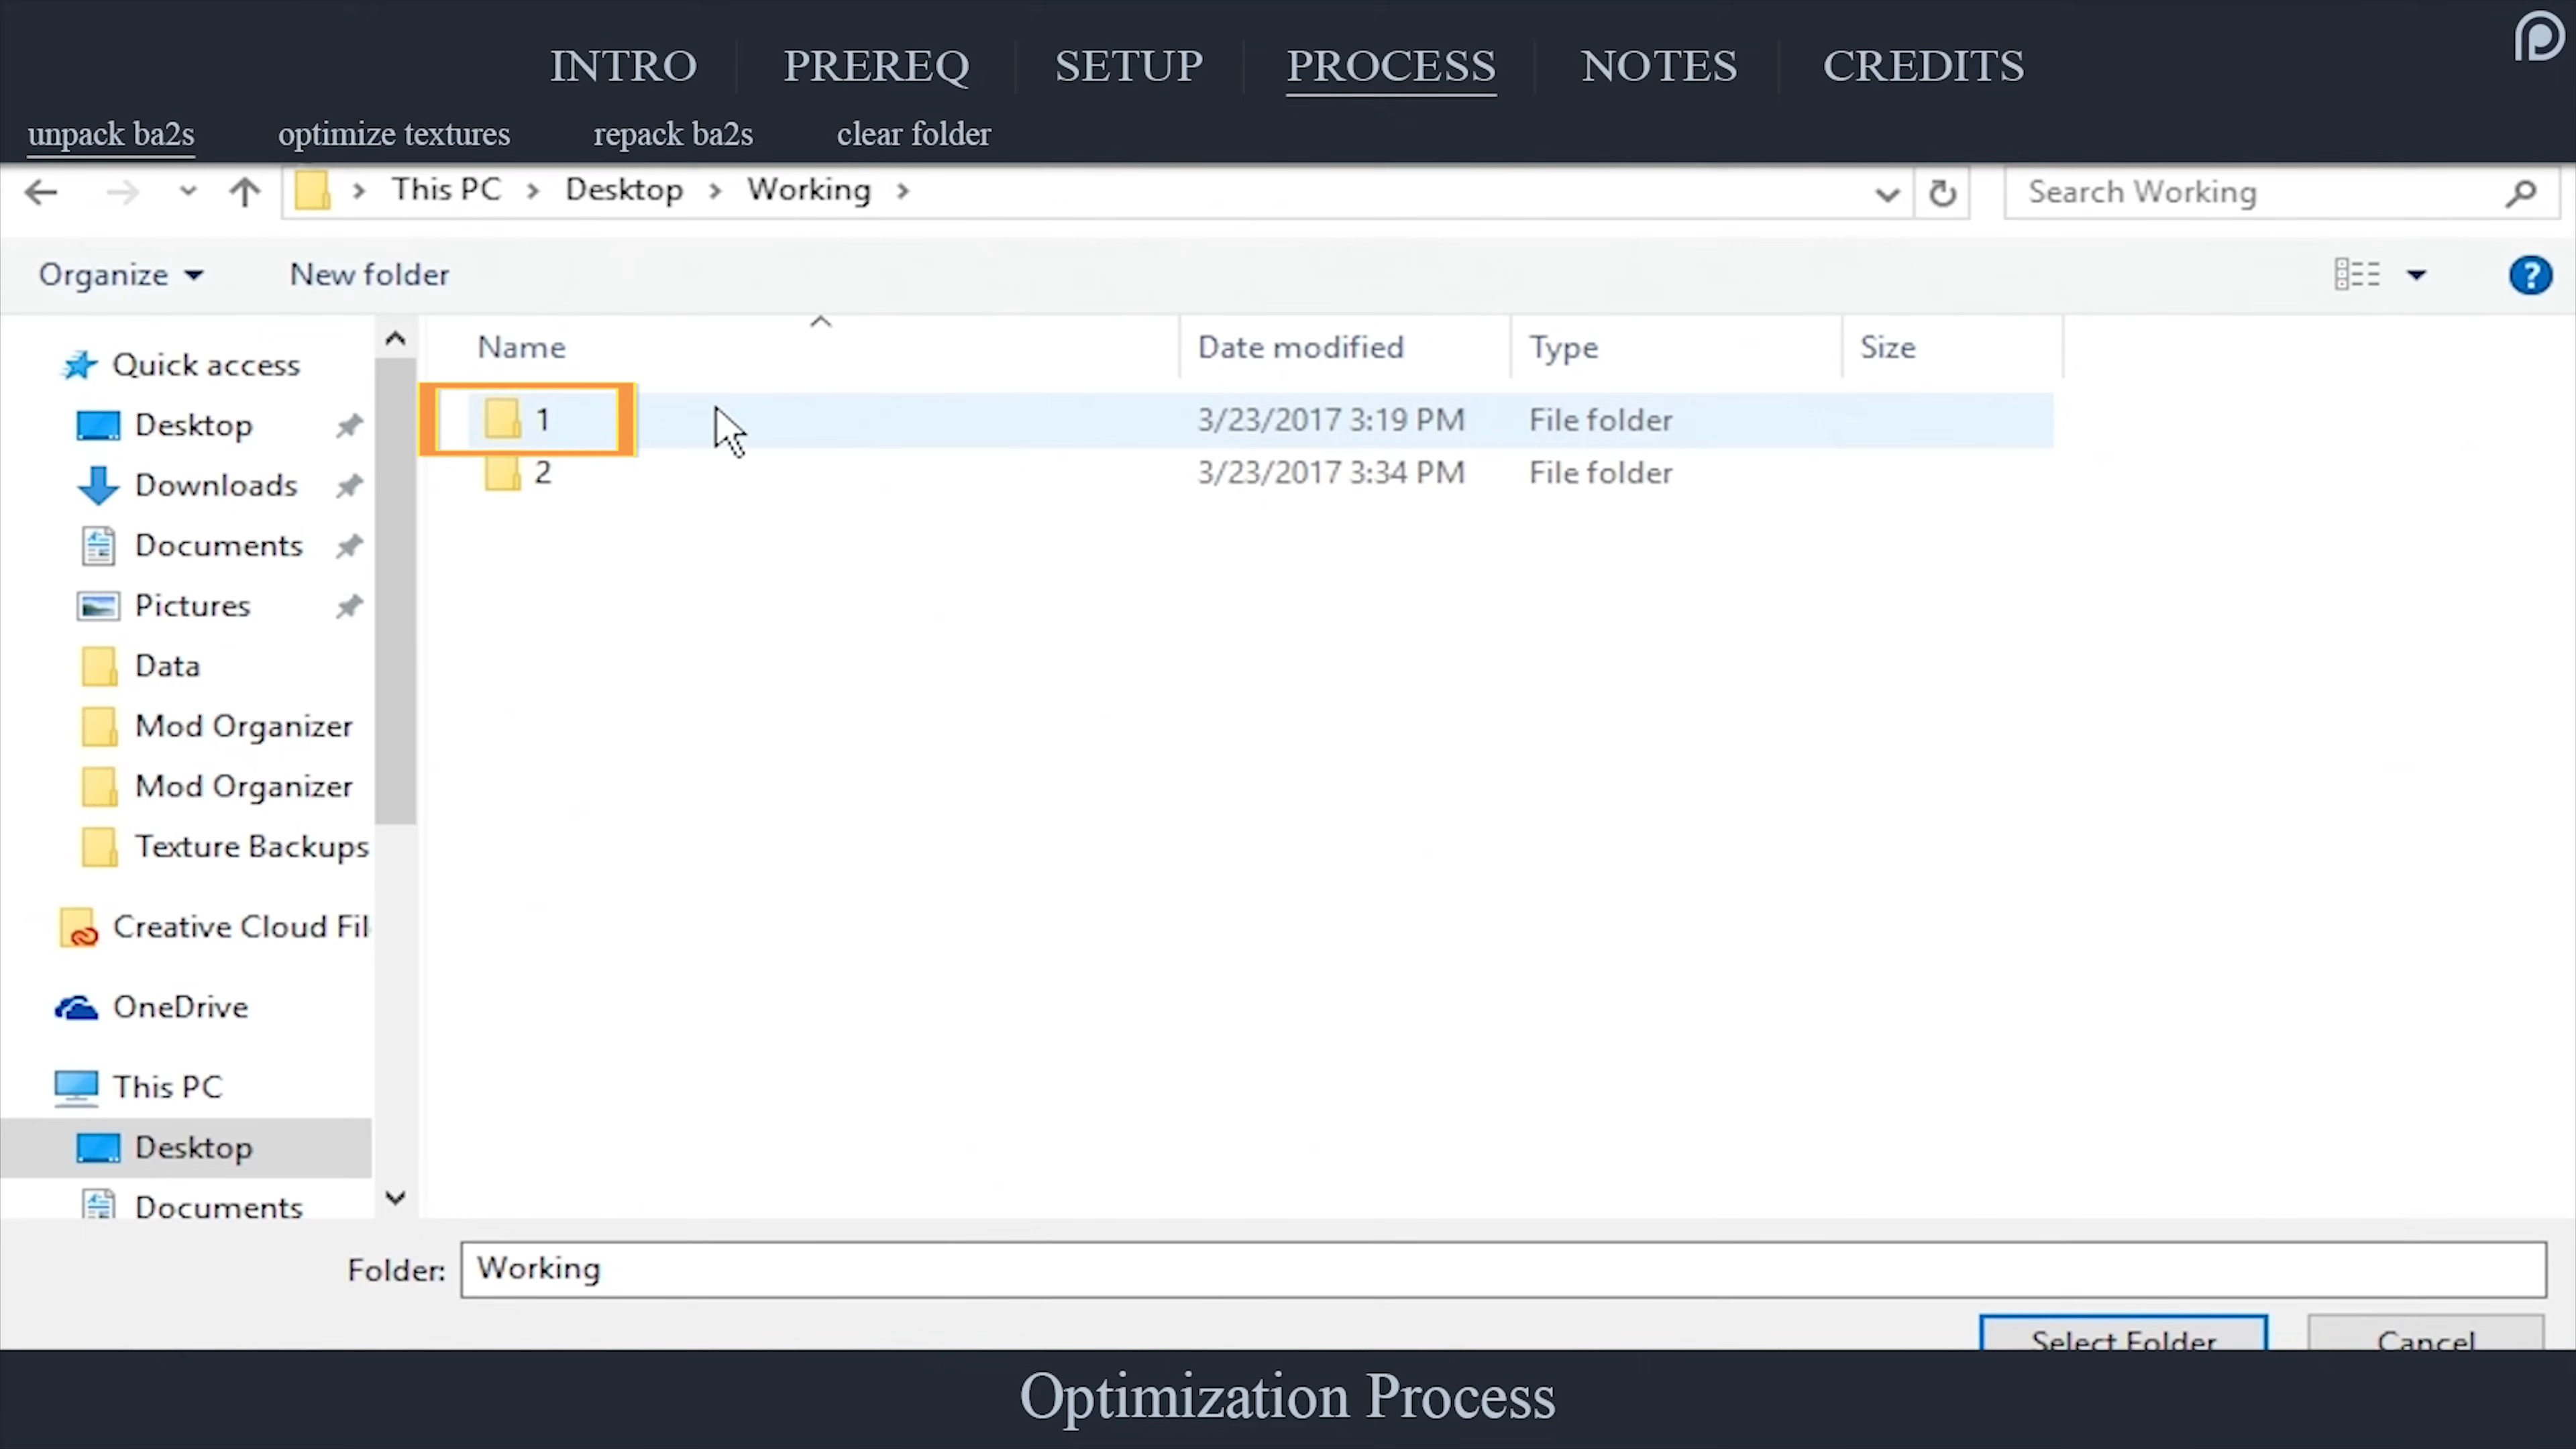 INTRO PREREQ SETUP PROCESS NOTES CREDITS
unpack ba2s optimize textures repack ba2s clear folder
This PC Desktop Working Search Working
Organize New folder
Name Date modified Type Size
Quick access
Desktop
Downloads
Documents
Pictures
Data
Mod Organizer
Mod Organizer
Texture Backups
Creative Cloud Fil
OneDrive
This PC
Desktop
Documents
1 3/23/2017 3:19 PM File folder
2 3/23/2017 3:34 PM File folder
Folder: Working
Select Folder Cancel
Optimization Process